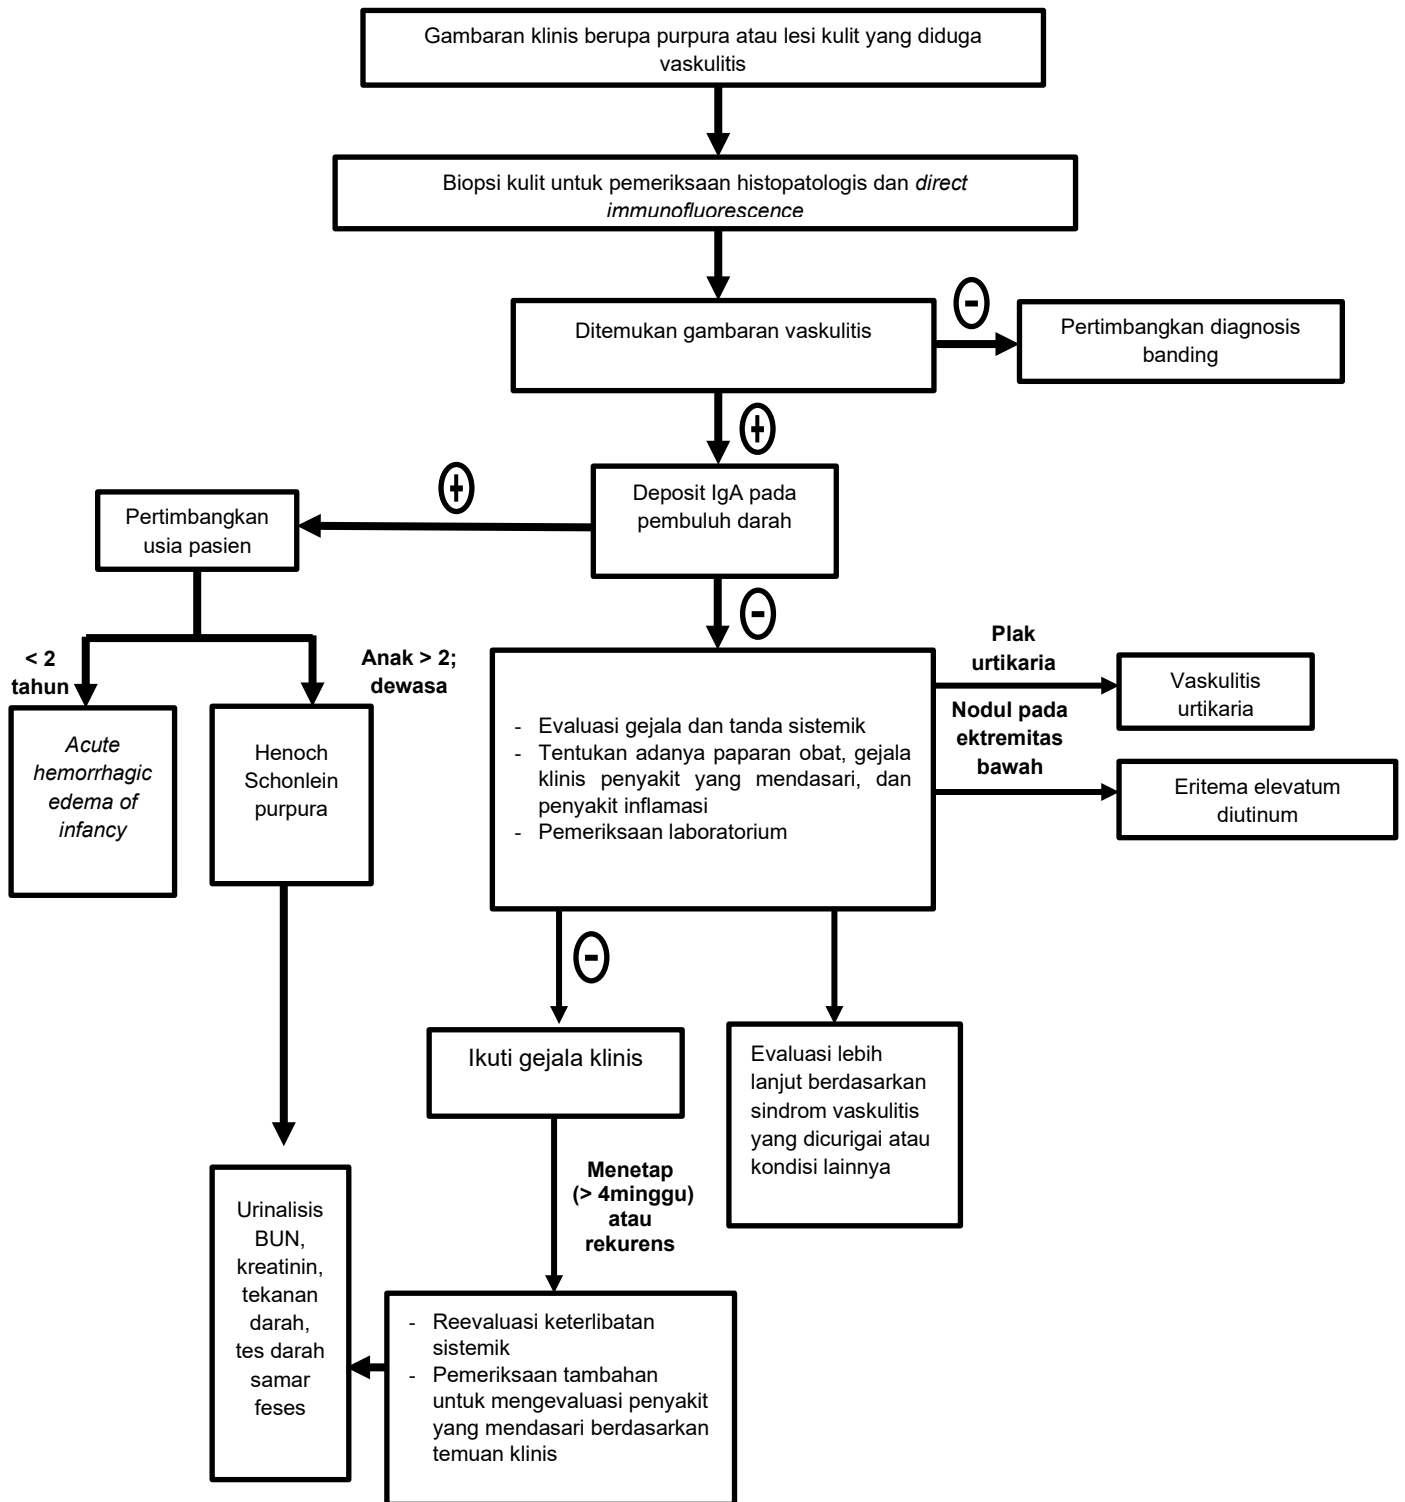 Gambaran klinis berupa purpura atau lesi kulit yang diduga
vaskulitis
Biopsi kulit untuk pemeriksaan histopatologis dan direct
immunofluorescence
Ditemukan gambaran vaskulitis
-
Pertimbangkan diagnosis
banding
+
Deposit IgA pada
pembuluh darah
+
Pertimbangkan
usia pasien
-
< 2
tahun
Anak > 2;
dewasa
Acute
hemorrhagic
edema of
infancy
Henoch
Schonlein
purpura
- Evaluasi gejala dan tanda sistemik
- Tentukan adanya paparan obat, gejala
klinis penyakit yang mendasari, dan
penyakit inflamasi
- Pemeriksaan laboratorium
Plak
urtikaria
Vaskulitis
urtikaria
Nodul pada
ektremitas
bawah
Eritema elevatum
diutinum
-
Ikuti gejala klinis
Evaluasi lebih
lanjut berdasarkan
sindrom vaskulitis
yang dicurigai atau
kondisi lainnya
Menetap
(> 4minggu)
atau
rekurens
Urinalisis
BUN,
kreatinin,
tekanan
darah,
tes darah
samar
feses
- Reevaluasi keterlibatan
sistemik
- Pemeriksaan tambahan
untuk mengevaluasi penyakit
yang mendasari berdasarkan
temuan klinis